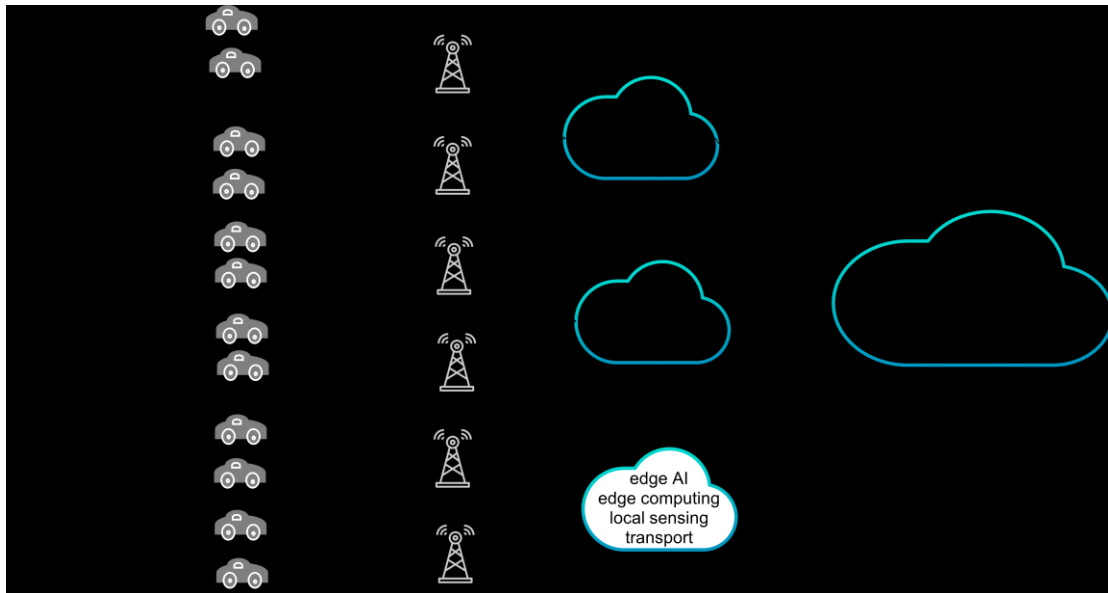 edge AI
edge computing
local sensing
transport